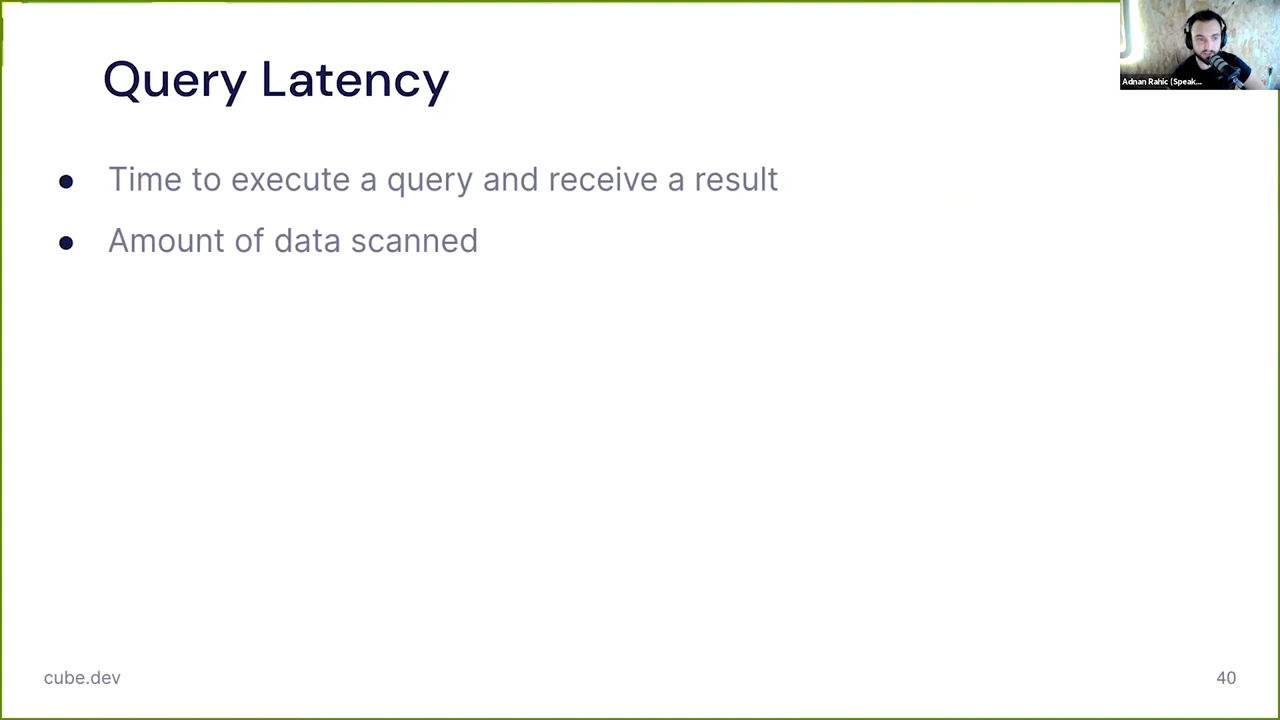 Query Latency
Adnan Rahic (Speak...
● Time to execute a query and receive a result
● Amount of data scanned
cube.dev
40